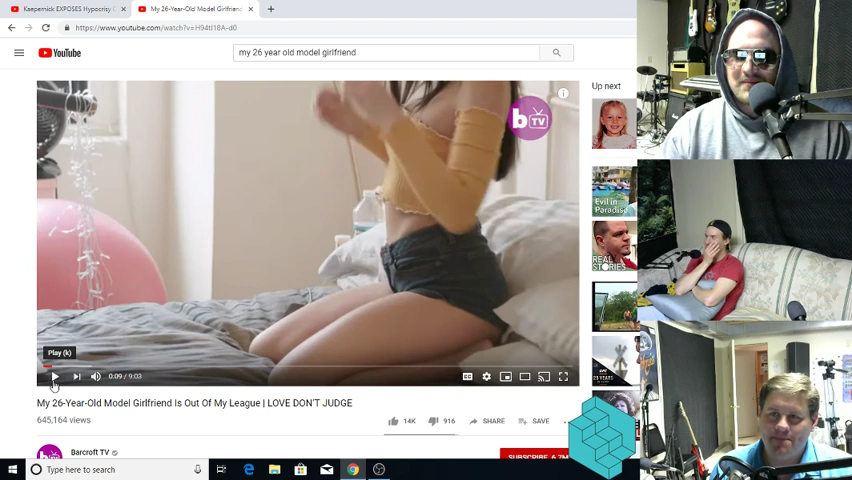 Kaepernick EXPOSES Hypocrisy (
My 26-Year-Old Model Girlfriend
https://www.youtube.com/watch?v=H94tI18A-d0
YouTube
my 26 year old model girlfriend
Up next
bTV
Evil in
Paradise
REAL
STORIES
Play (k)
0:09 / 9:03
CC
My 26-Year-Old Model Girlfriend Is Out Of My League | LOVE DON'T JUDGE
645,164 views
14K
916
SHARE
SAVE
Barcroft TV
SUBSCRIBE 6.7M
Type here to search